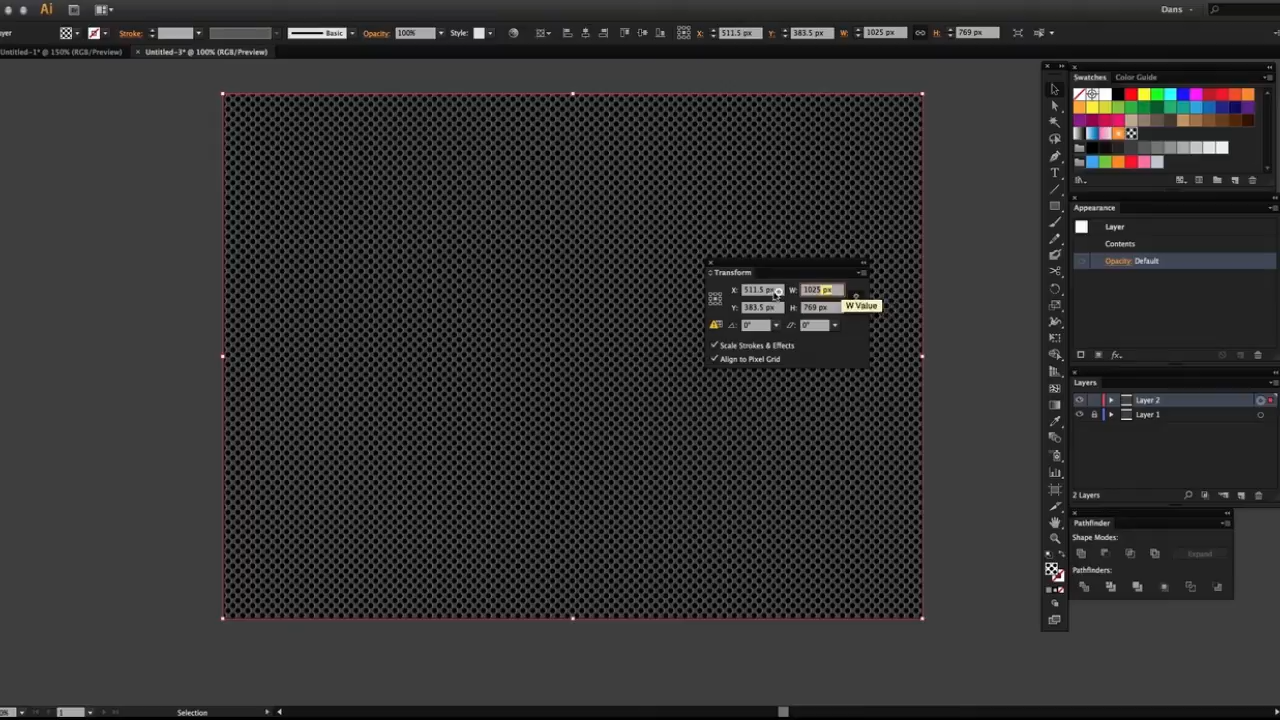 Ai
Dans
ayer
Stroke:
Basic
Opacity:
100%
Style:
X:
511.5 px
Y:
383.5 px
W:
1025 px
H:
769 px
Untitled-1* @ 150% (RGB/Preview)
Untitled-3* @ 100% (RGB/Preview)
Swatches
Color Guide
Appearance
Layer
Contents
Opacity: Default
fx
Transform
X: 511.5 px W: 1025 px
W Value
Y: 383.5 px H: 769 px
0° 0°
Scale Strokes & Effects
Align to Pixel Grid
Layers
Layer 2
Layer 1
2 Layers
Pathfinder
Shape Modes:
Expand
Pathfinders:
1
Selection